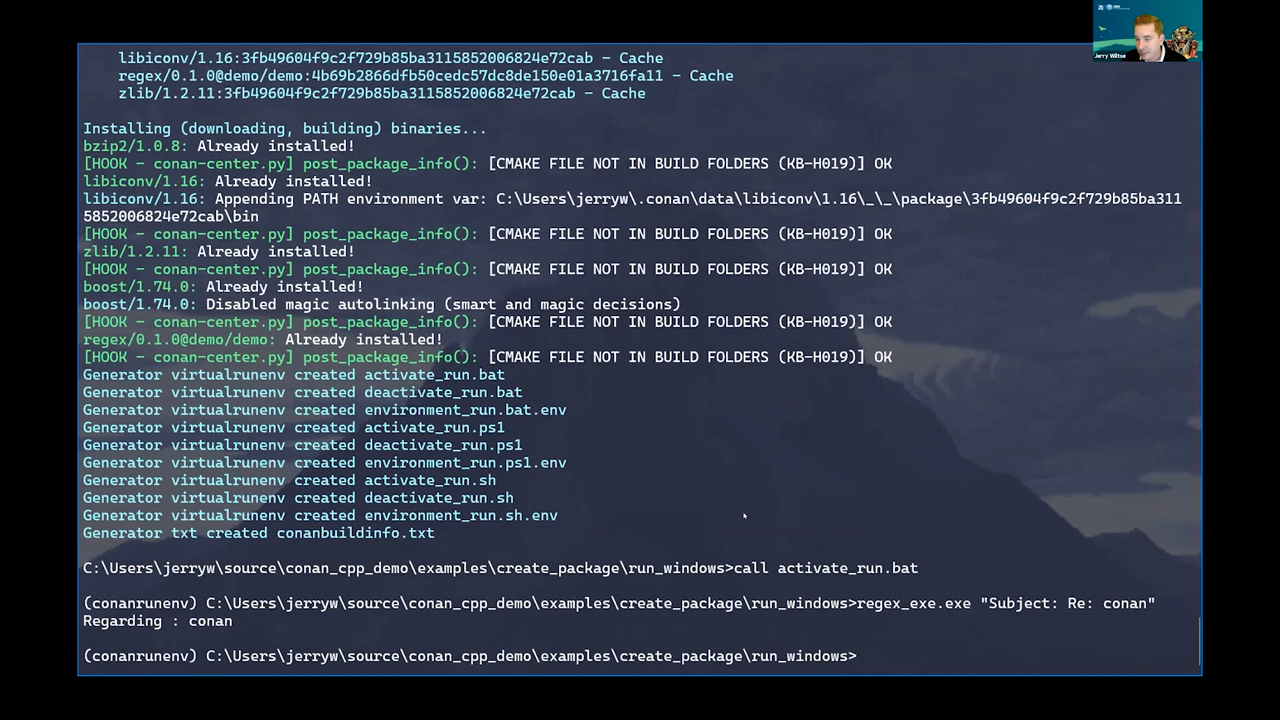 libiconv/1.16:3fb49604f9c2f729b85ba3115852006824e72cab - Cache
regex/0.1.0@demo/demo:4b69b2866dfb50cedc57dc8de150e01a3716fa11 - Cache
zlib/1.2.11:3fb49604f9c2f729b85ba3115852006824e72cab - Cache
Installing (downloading, building) binaries...
bzip2/1.0.8: Already installed!
[HOOK - conan-center.py] post_package_info(): [CMAKE FILE NOT IN BUILD FOLDERS (KB-H019)] OK
libiconv/1.16: Already installed!
libiconv/1.16: Appending PATH environment var: C:\Users\jerryw\.conan\data\libiconv\1.16\_\_\package\3fb49604f9c2f729b85ba311
5852006824e72cab\bin
[HOOK - conan-center.py] post_package_info(): [CMAKE FILE NOT IN BUILD FOLDERS (KB-H019)] OK
zlib/1.2.11: Already installed!
[HOOK - conan-center.py] post_package_info(): [CMAKE FILE NOT IN BUILD FOLDERS (KB-H019)] OK
boost/1.74.0: Already installed!
boost/1.74.0: Disabled magic autolinking (smart and magic decisions)
[HOOK - conan-center.py] post_package_info(): [CMAKE FILE NOT IN BUILD FOLDERS (KB-H019)] OK
regex/0.1.0@demo/demo: Already installed!
[HOOK - conan-center.py] post_package_info(): [CMAKE FILE NOT IN BUILD FOLDERS (KB-H019)] OK
Generator virtualrunenv created activate_run.bat
Generator virtualrunenv created deactivate_run.bat
Generator virtualrunenv created environment_run.bat.env
Generator virtualrunenv created activate_run.ps1
Generator virtualrunenv created deactivate_run.ps1
Generator virtualrunenv created environment_run.ps1.env
Generator virtualrunenv created activate_run.sh
Generator virtualrunenv created deactivate_run.sh
Generator virtualrunenv created environment_run.sh.env
Generator txt created conanbuildinfo.txt
C:\Users\jerryw\source\conan_cpp_demo\examples\create_package\run_windows>call activate_run.bat
(conanrunenv) C:\Users\jerryw\source\conan_cpp_demo\examples\create_package\run_windows>regex_exe.exe "Subject: Re: conan"
Regarding : conan
(conanrunenv) C:\Users\jerryw\source\conan_cpp_demo\examples\create_package\run_windows>
Jerry Wiltse